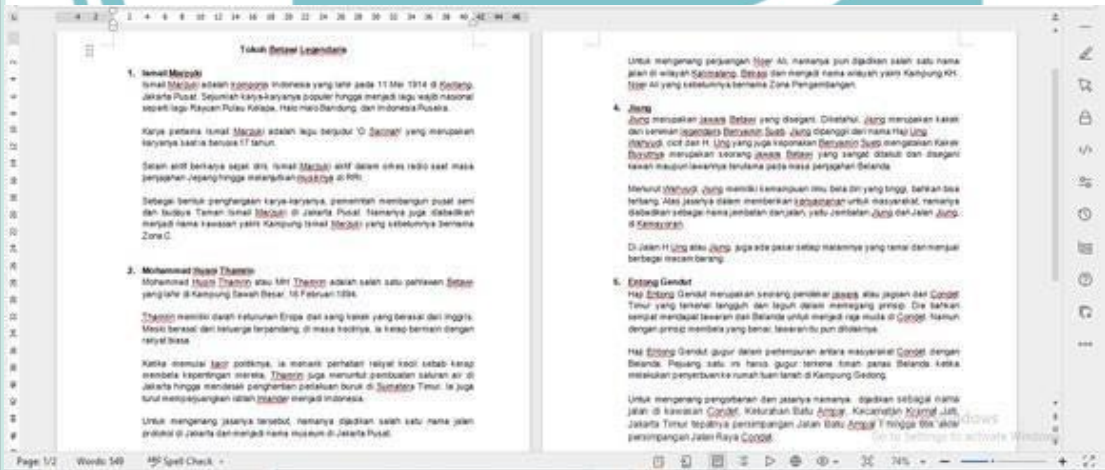 Tokoh Betawi Legendaris
1. Ismail Marzuki
Ismail Marzuki adalah komponis Indonesia yang lahir pada 11 Mei 1914 di Kwitang,
Jakarta Pusat. Sejumlah karya-karyanya populer hingga menjadi lagu wajib nasional
seperti lagu Rayuan Pulau Kelapa, Halo Halo Bandung, dan Indonesia Pusaka.
Karya pertama Ismail Marzuki adalah lagu berjudul 'O Sarinah' yang merupakan
karyanya saat ia berusia 17 tahun.
Selain aktif berkarya sejak dini, Ismail Marzuki aktif dalam orkes radio saat masa
penjajahan Jepang hingga melanjutkan musiknya di RRI.
Sebagai bentuk penghargaan karya-karyanya, pemerintah membangun pusat seni
dan budaya Taman Ismail Marzuki di Jakarta Pusat. Namanya juga diabadikan
menjadi nama kawasan yakni Kampung Ismail Marzuki yang sebelumnya bernama
Zona C.
2. Mohammad Husni Thamrin
Mohammad Husni Thamrin atau MH Thamrin adalah salah satu pahlawan Betawi
yang lahir di Kampung Sawah Besar, 16 Februari 1894.
Thamrin memiliki darah keturunan Eropa dari sang kakek yang berasal dari Inggris.
Meski berasal dari keluarga terpandang, di masa kecilnya, ia kerap bermain dengan
rakyat biasa.
Ketika memulai karir politiknya, ia menarik perhatian rakyat kecil sebab kerap
membela kepentingan mereka. Thamrin juga menuntut pembuatan saluran air di
Jakarta hingga mendesak penghentian perlakuan buruk di Sumatera Timur. Ia juga
turut memperjuangkan istilah Inlander menjadi Indonesia.
Untuk mengenang jasanya tersebut, namanya dijadikan salah satu nama jalan
protokol di Jakarta dan menjadi nama museum di Jakarta Pusat.
Untuk mengenang perjuangan Noer Ali, namanya pun dijadikan salah satu nama
jalan di wilayah Kalimalang, Bekasi dan menjadi nama wilayah yakni Kampung KH.
Noer Ali yang sebelumnya bernama Zona Pengembangan.
4. Jiung
Jiung merupakan jawara Betawi yang disegani. Diketahui, Jiung merupakan kakek
dari seniman legendaris Benyamin Sueb. Jiung dipanggil dari nama Haji Ung.
Wahyudi, cicit dari H. Ung yang juga keponakan Benyamin Sueb mengatakan Kakek
Buyutnya merupakan seorang jawara Betawi yang sangat ditakuti dan disegani
kawan maupun lawannya terutama pada masa penjajahan Belanda.
Menurut Wahyudi, Jiung memiliki kemampuan ilmu bela diri yang tinggi, bahkan bisa
terbang. Atas jasanya dalam memberikan kenyamanan untuk masyarakat, namanya
diabadikan sebagai nama jembatan dan jalan, yaitu Jembatan Jiung dan Jalan Jiung
di Kemayoran.
Di Jalan H Ung atau Jiung, juga ada pasar setiap malamnya yang ramai dan menjual
berbagai macam barang.
5. Entong Gendut
Haji Entong Gendut merupakan seorang pendekar jawara atau jagoan dari Condet
Timur yang terkenal tangguh dan teguh dalam memegang prinsip. Dia bahkan
sempat mendapat tawaran dari Belanda untuk menjadi raja muda di Condet. Namun
dengan prinsip membela yang benar, tawaran itu pun ditolaknya.
Haji Entong Gendut gugur dalam pertempuran antara masyarakat Condet dengan
Belanda. Pejuang satu ini harus gugur terkena timah panas Belanda ketika
melakukan penyerbuan ke rumah tuan tanah di Kampung Gedong.
Untuk mengenang pengorbanan dan jasanya namanya dijadikan sebagai nama
jalan di kawasan Condet, Kelurahan Batu Ampar, Kecamatan Kramat Jati,
Jakarta Timur tepatnya persimpangan Jalan Batu Ampar 1 hingga titik akhir
persimpangan Jalan Raya Condet.
Go to Settings to activate Windows.
Page: 1/2 Words: 549 Spell Check 74%